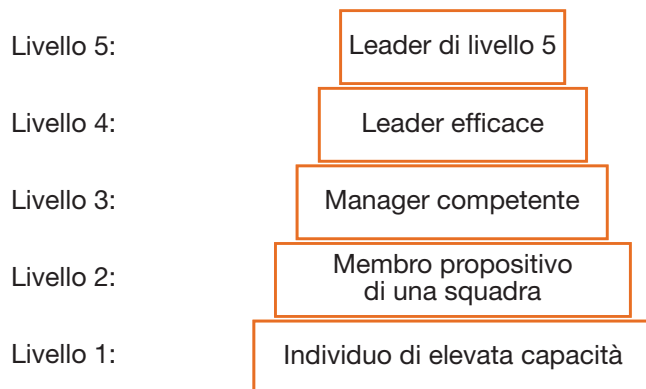 Livello 5: Leader di livello 5
Livello 4: Leader efficace
Livello 3: Manager competente
Livello 2: Membro propositivo
di una squadra
Livello 1: Individuo di elevata capacità